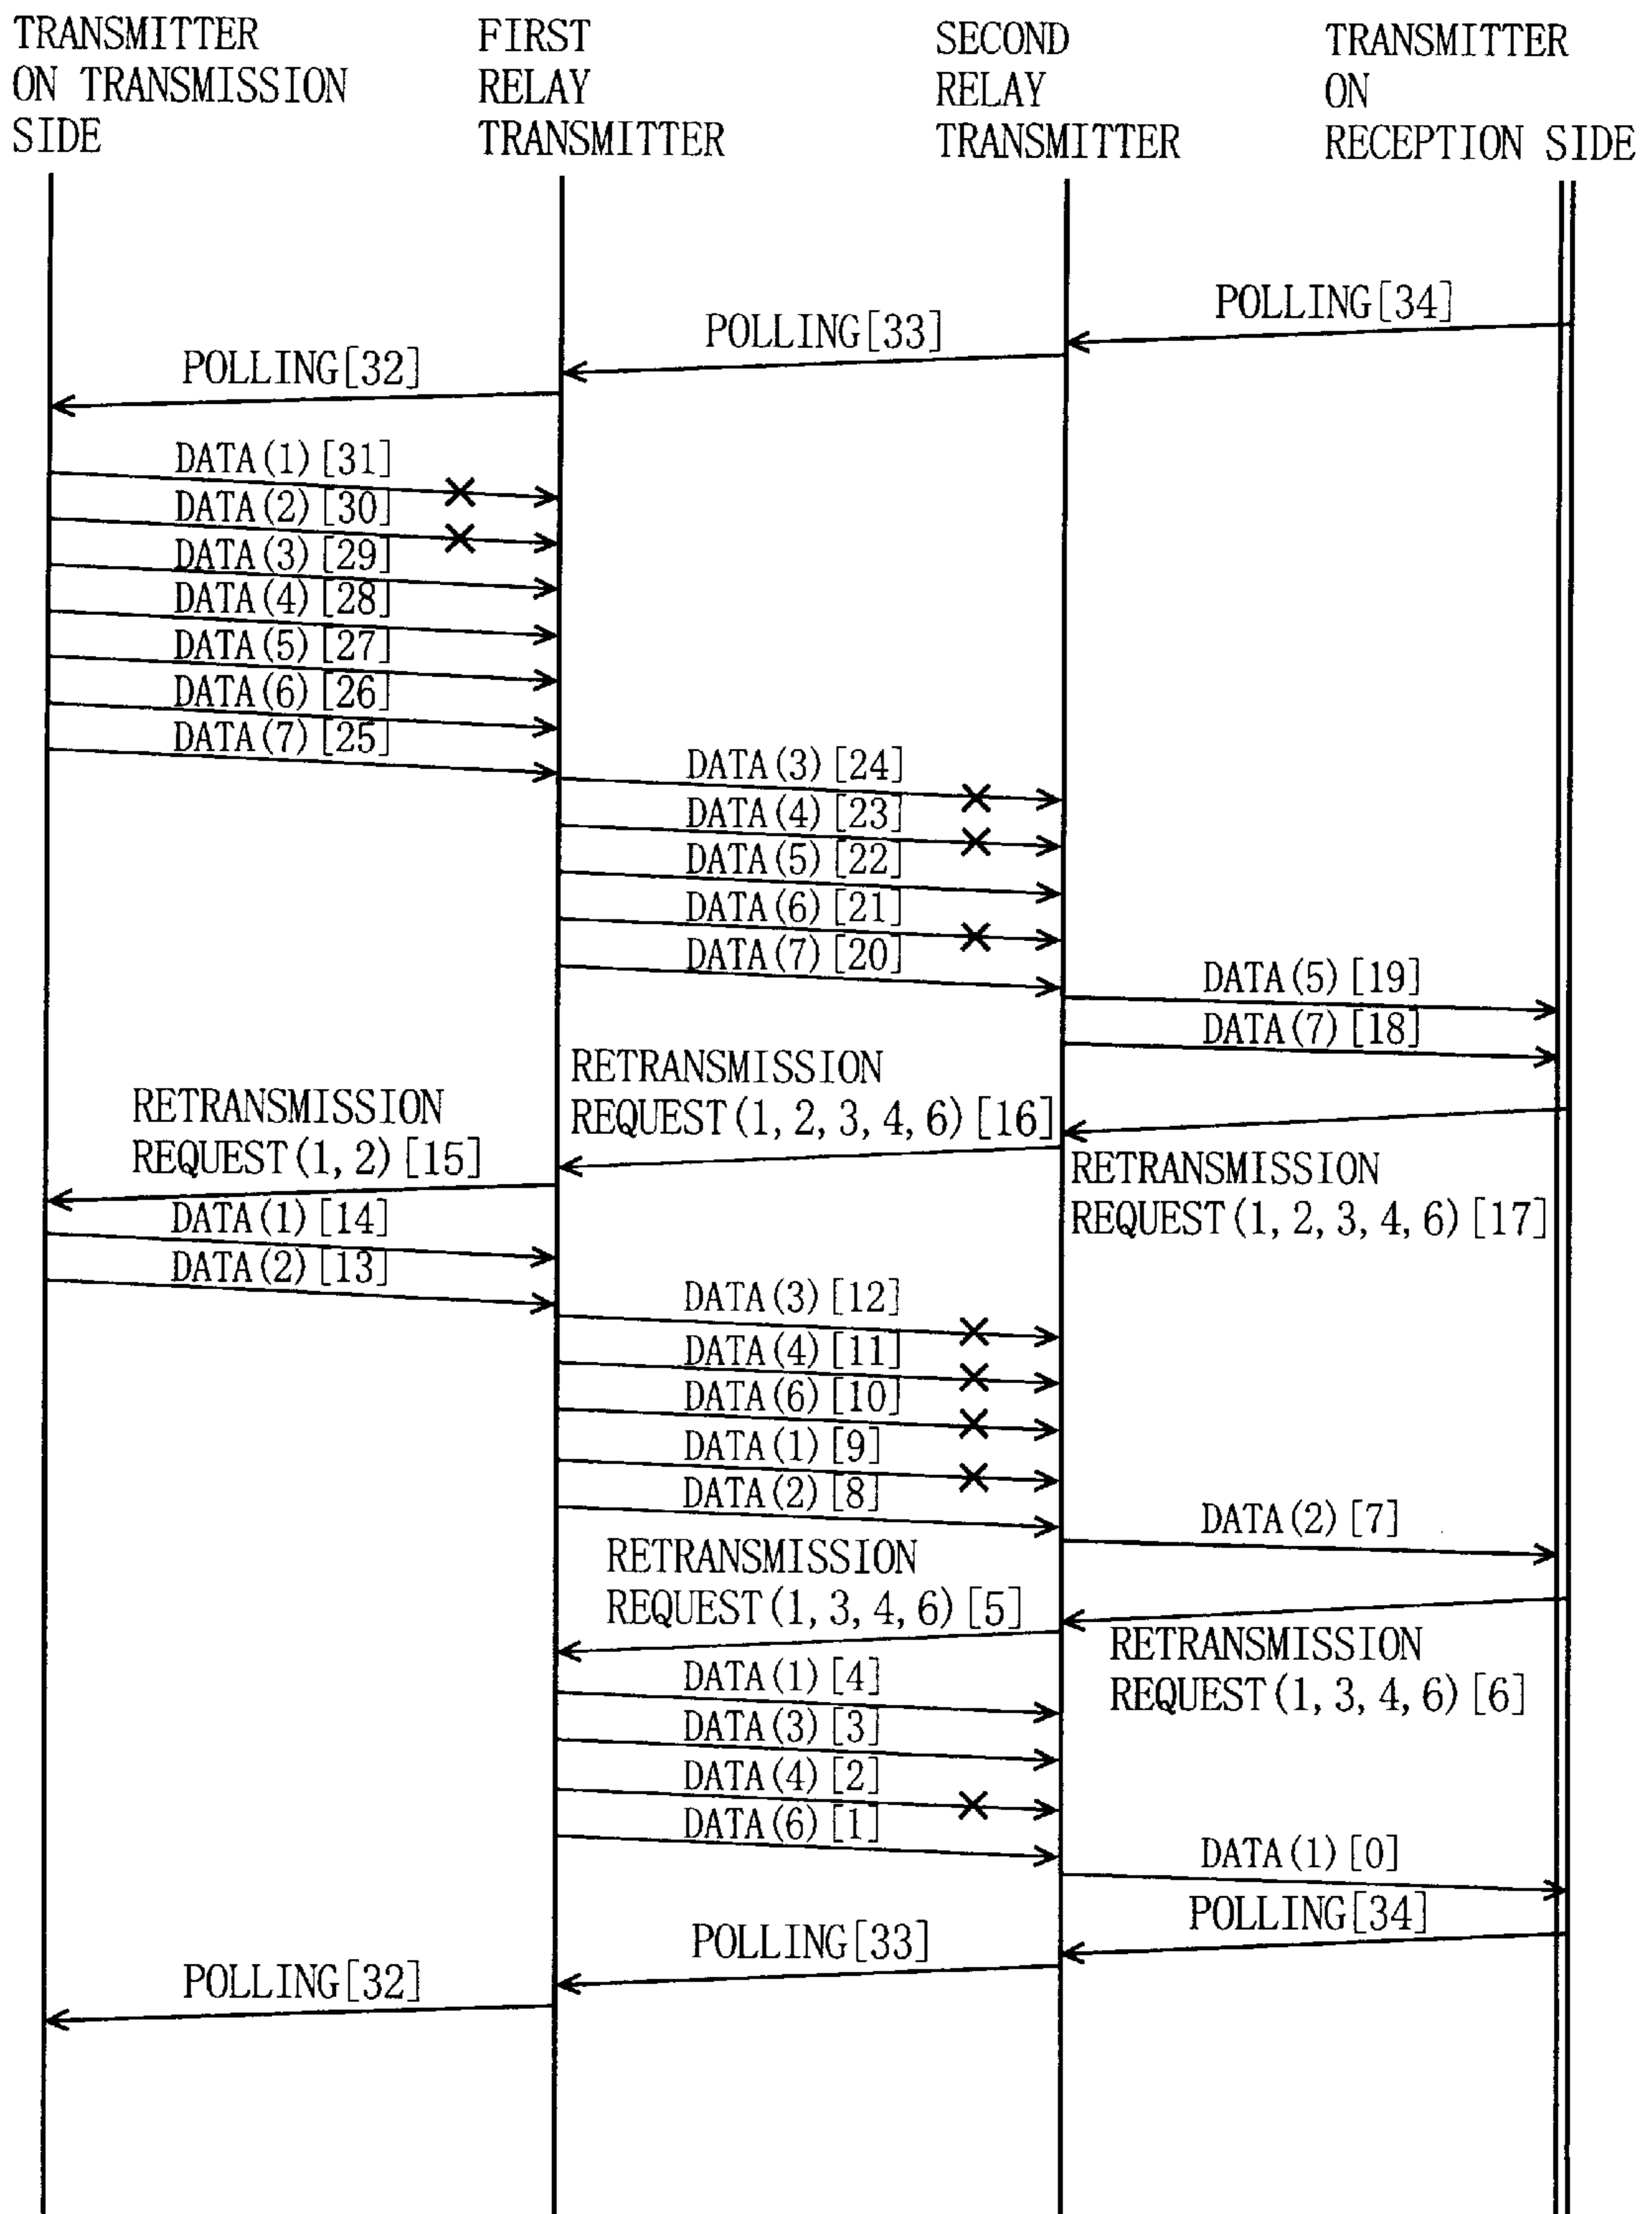 TRANSMITTER
ON TRANSMISSION
SIDE
FIRST
RELAY
TRANSMITTER
SECOND
RELAY
TRANSMITTER
TRANSMITTER
ON
RECEPTION SIDE
POLLING[34]
POLLING[33]
POLLING[32]
DATA(1)[31]
DATA(2)[30]
DATA(3)[29]
DATA(4)[28]
DATA(5)[27]
DATA(6)[26]
DATA(7)[25]
DATA(3)[24]
DATA(4)[23]
DATA(5)[22]
DATA(6)[21]
DATA(7)[20]
DATA(5)[19]
DATA(7)[18]
RETRANSMISSION
REQUEST(1,2,3,4,6)[17]
RETRANSMISSION
REQUEST(1,2,3,4,6)[16]
RETRANSMISSION
REQUEST(1,2)[15]
DATA(1)[14]
DATA(2)[13]
DATA(3)[12]
DATA(4)[11]
DATA(6)[10]
DATA(1)[9]
DATA(2)[8]
DATA(2)[7]
RETRANSMISSION
REQUEST(1,3,4,6)[6]
RETRANSMISSION
REQUEST(1,3,4,6)[5]
DATA(1)[4]
DATA(3)[3]
DATA(4)[2]
DATA(6)[1]
DATA(1)[0]
POLLING[34]
POLLING[33]
POLLING[32]